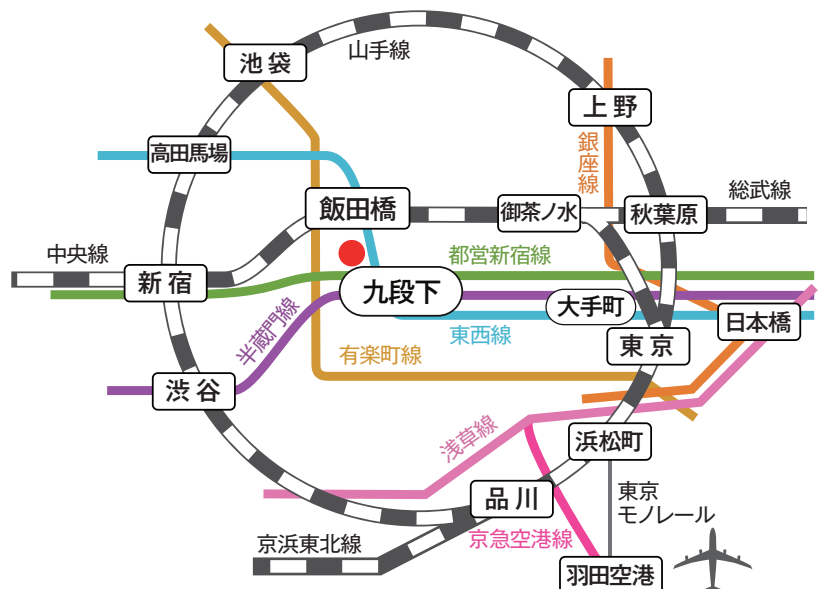 山手線
池袋
上野
銀座線
高田馬場
飯田橋
御茶ノ水
秋葉原
総武線
中央線
新宿
都営新宿線
九段下
大手町
日本橋
半蔵門線
東西線
東京
有楽町線
渋谷
浅草線
浜松町
品川
東京
モノレール
京浜東北線
京急空港線
羽田空港